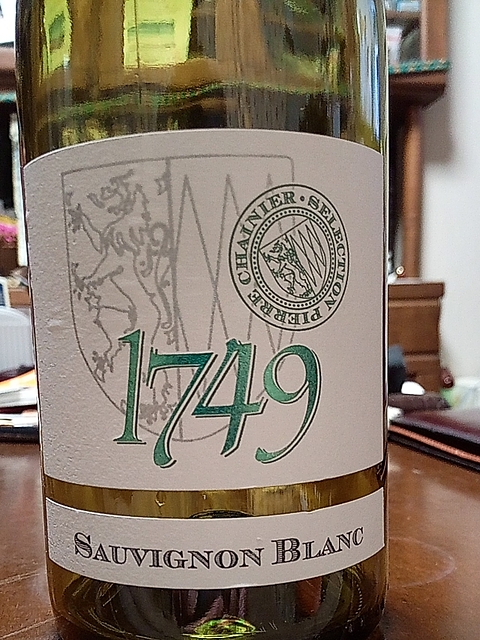 SELECTION PIERRE CHAINIER ·
1749
SAUVIGNON BLANC